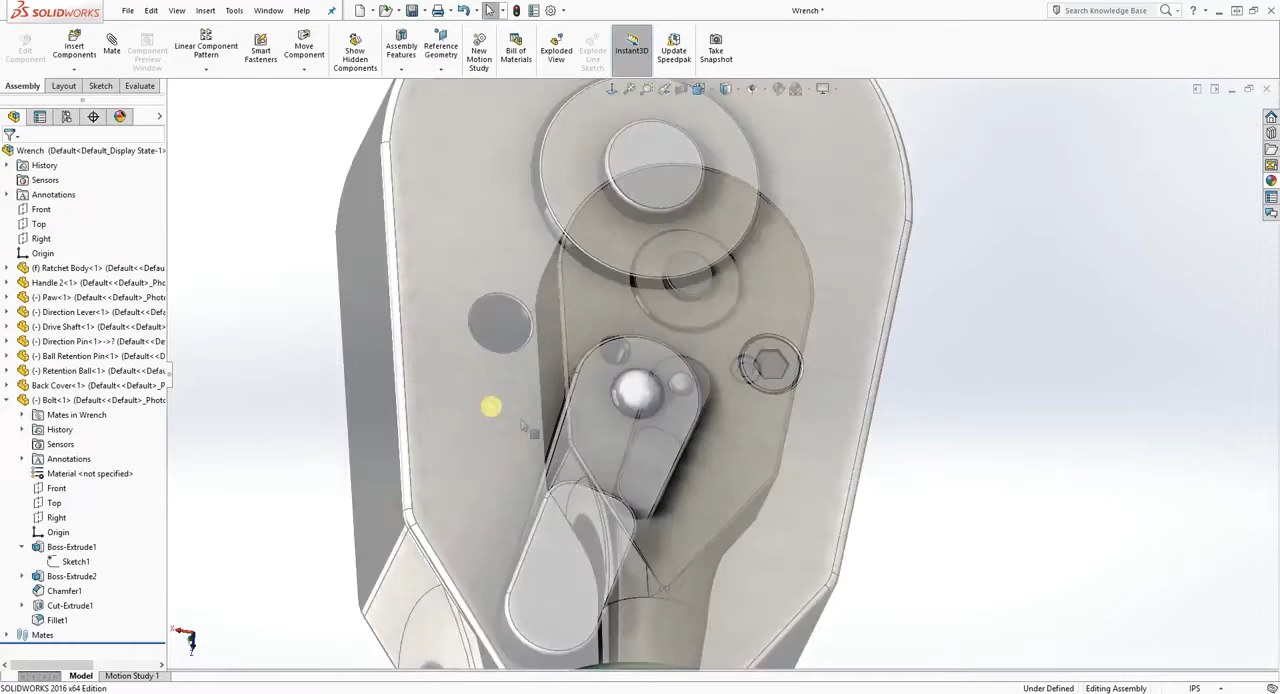 SOLIDWORKS File Edit View Insert Tools Window Help Wrench * Search Knowledge Base
Edit Component
Insert Components
Mate
Component Preview Window
Linear Component Pattern
Smart Fasteners
Move Component
Show Hidden Components
Assembly Features
Reference Geometry
New Motion Study
Bill of Materials
Exploded View
Explode Line Sketch
Instant3D
Update Speedpak
Take Snapshot
Assembly Layout Sketch Evaluate
Wrench (Default<Default_Display State-1>
History
Sensors
Annotations
Front
Top
Right
Origin
(f) Ratchet Body<1> (Default<<Defau
Handle 2<1> (Default<<Default>_Pho
(-) Paw<1> (Default<<Default>_Photo
(-) Direction Lever<1> (Default<<Defa
(-) Drive Shaft<1> (Default<<Default>
(-) Direction Pin<1>->? (Default<<Def
(-) Ball Retention Pin<1> (Default<<D
(-) Retention Ball<1> (Default<<Defau
Back Cover<1> (Default<<Default>_P
(-) Bolt<1> (Default<<Default>_Photo
Mates in Wrench
History
Sensors
Annotations
Material <not specified>
Front
Top
Right
Origin
Boss-Extrude1
Sketch1
Boss-Extrude2
Chamfer1
Cut-Extrude1
Fillet1
Mates
X
Z
Model Motion Study 1
SOLIDWORKS 2016 x64 Edition Under Defined Editing Assembly IPS